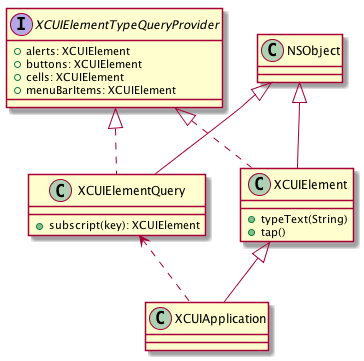 I XCUIElementTypeQueryProvider
alerts: XCUIElement
buttons: XCUIElement
cells: XCUIElement
menuBarItems: XCUIElement
C NSObject
C XCUIElementQuery
subscript(key): XCUIElement
C XCUIElement
typeText(String)
tap()
C XCUIApplication